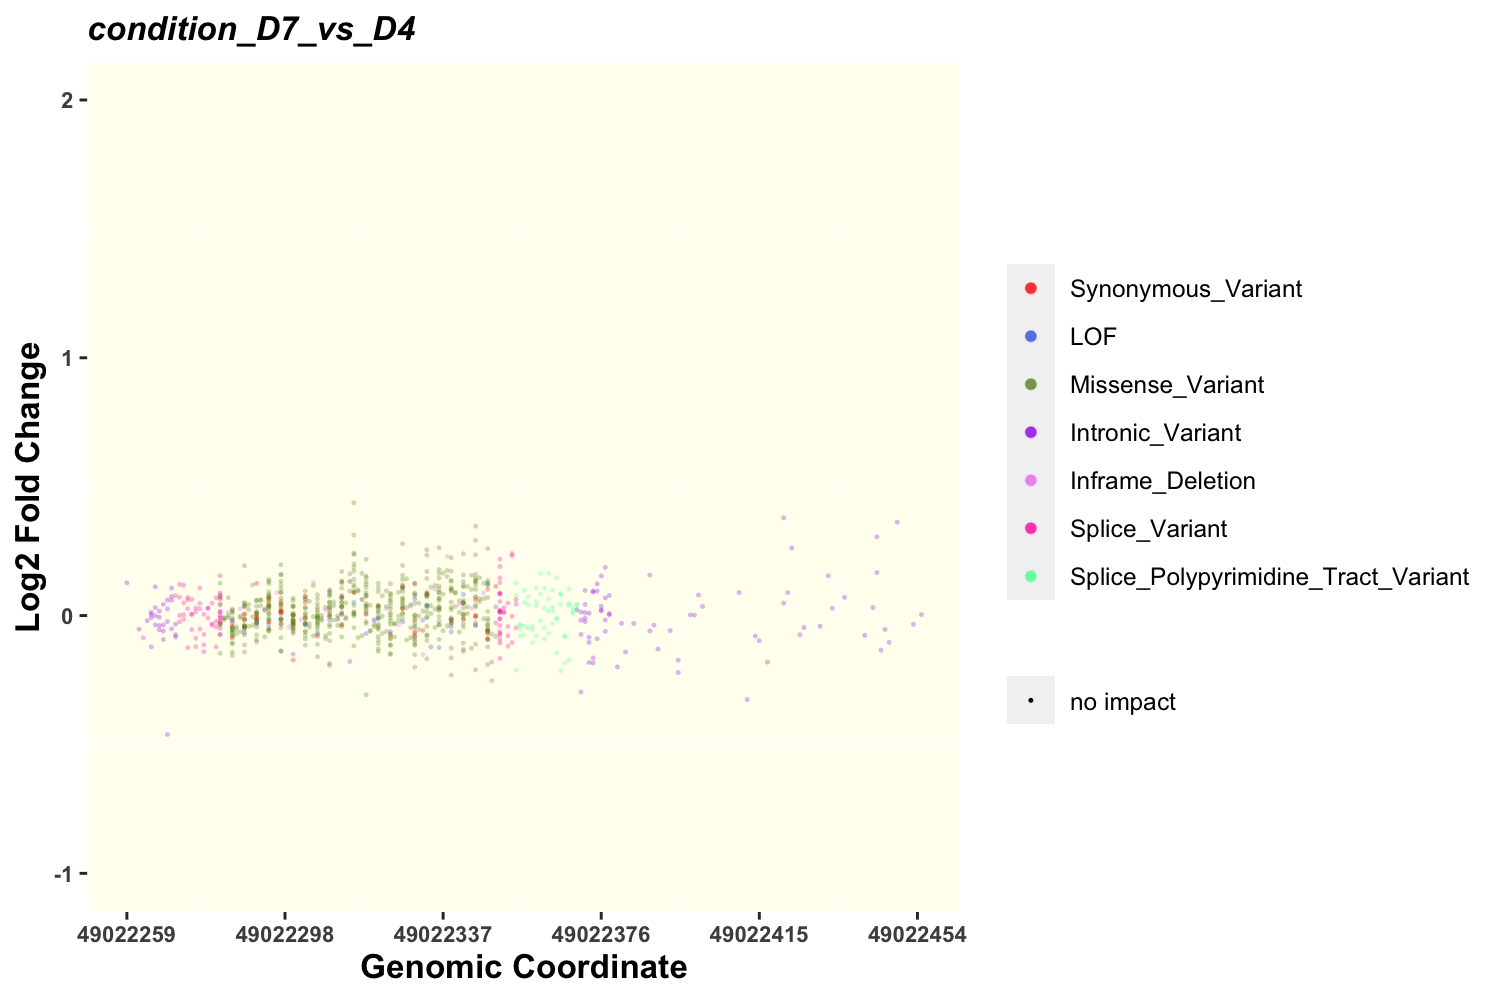 condition_D7_vs_D4
Log2 Fold Change
2
1
0
-1
49022259 49022298 49022337 49022376 49022415 49022454
Genomic Coordinate
Synonymous_Variant
LOF
Missense_Variant
Intronic_Variant
Inframe_Deletion
Splice_Variant
Splice_Polypyrimidine_Tract_Variant
no impact